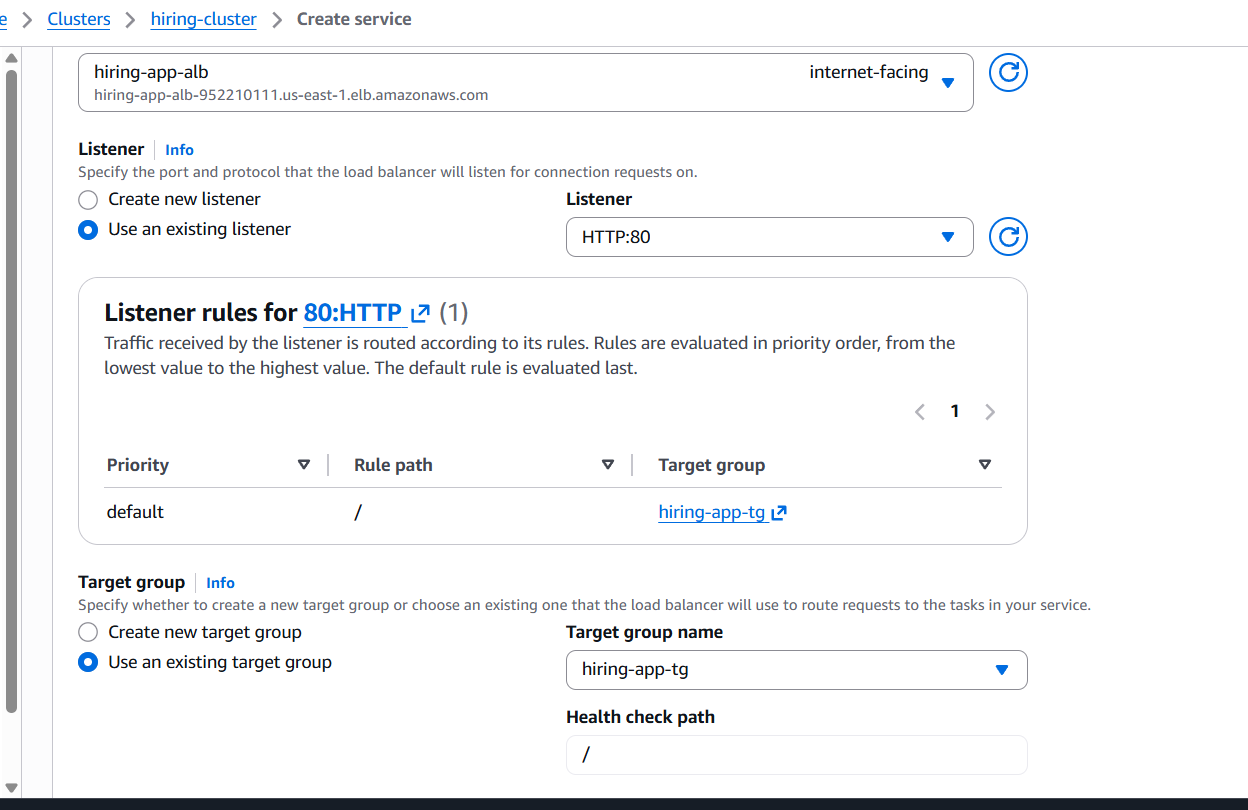 e > Clusters > hiring-cluster > Create service
hiring-app-alb internet-facing
hiring-app-alb-952210111.us-east-1.elb.amazonaws.com
Listener Info
Specify the port and protocol that the load balancer will listen for connection requests on.
Create new listener
Use an existing listener
Listener
HTTP:80
Listener rules for 80:HTTP (1)
Traffic received by the listener is routed according to its rules. Rules are evaluated in priority order, from the
lowest value to the highest value. The default rule is evaluated last.
< 1 >
Priority Rule path Target group
default / hiring-app-tg
Target group Info
Specify whether to create a new target group or choose an existing one that the load balancer will use to route requests to the tasks in your service.
Create new target group
Use an existing target group
Target group name
hiring-app-tg
Health check path
/